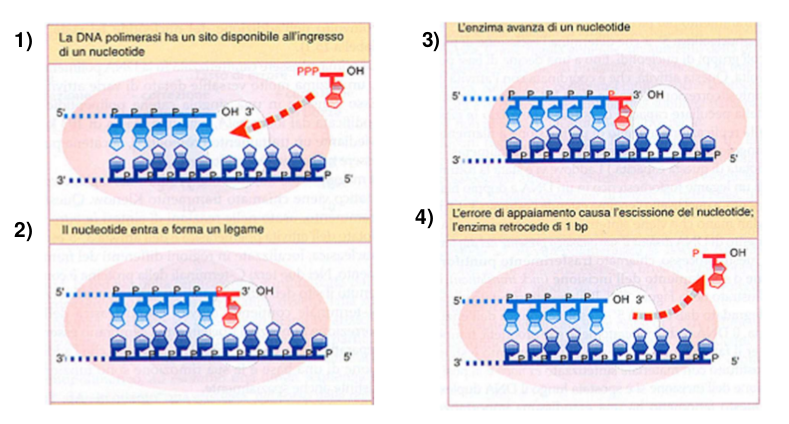 1)
La DNA polimerasi ha un sito disponibile all'ingresso
di un nucleotide
PPP OH
5' P P P P P OH 3'
3' P P P P P P P P P P P 5'
2)
Il nucleotide entra e forma un legame
5' P P P P P P 3' OH
3' P P P P P P P P P P P 5'
3)
L'enzima avanza di un nucleotide
5' P P P P P P 3' OH
3' P P P P P P P P P P P 5'
4)
L'errore di appaiamento causa l'escissione del nucleotide;
l'enzima retrocede di 1 bp
P OH
5' P P P P P OH 3'
3' P P P P P P P P P P P 5'